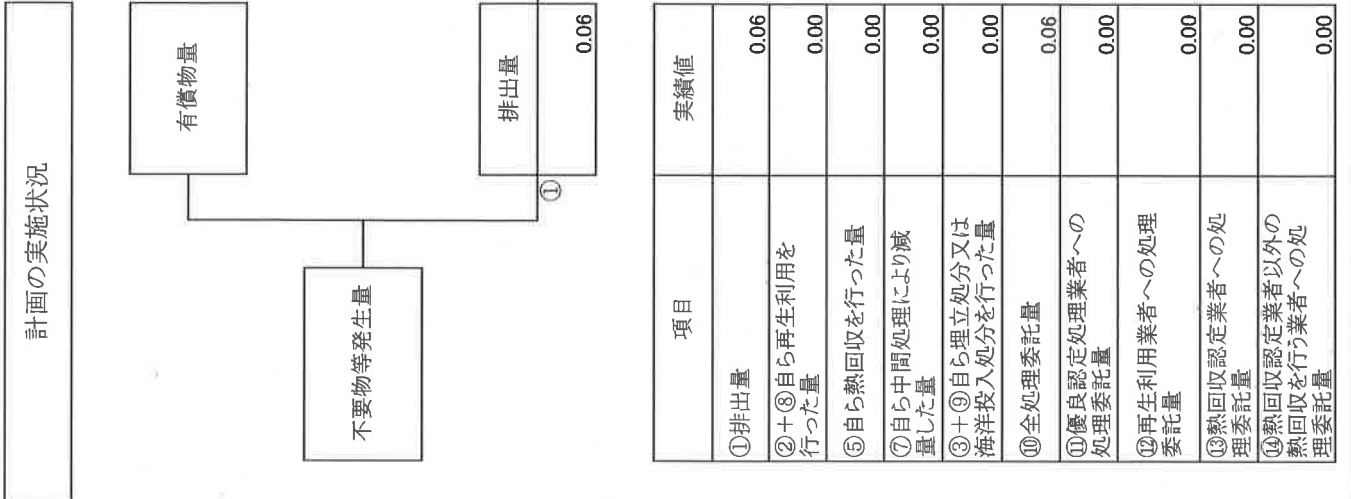 計画の実施状況
有償物量
不要物等発生量
①
排出量
0.06
項目
実績値
①排出量
0.06
②+⑧自ら再生利用を
行った量
0.00
⑤自ら熱回収を行った量
0.00
⑦自ら中間処理により減
量した量
0.00
③+⑨自ら埋立処分又は
海洋投入処分を行った量
0.00
⑩全処理委託量
0.06
⑪優良認定処理業者への
処理委託量
0.00
⑫再生利用業者への処理
委託量
0.00
⑬熱回収認定業者への処
理委託量
0.00
⑭熱回収認定業者以外の
熱回収を行う業者への処
理委託量
0.00